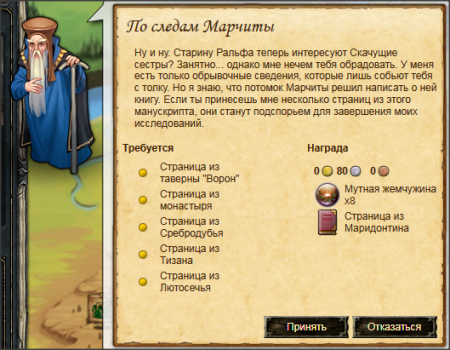 По следам Марчиты
Ну и ну. Старину Ральфа теперь интересуют Скачущие
сестры? Занятно... однако мне нечем тебя обрадовать. У меня
есть только обрывочные сведения, которые лишь собьют тебя
с толку. Но я знаю, что потомок Марчиты решил написать о ней
книгу. Если ты принесешь мне несколько страниц из этого
манускрипта, они станут подспорьем для завершения моих
исследований.
Требуется
Страница из
таверны "Ворон"
Страница из
монастыря
Страница из
Сребродубья
Страница из
Тизана
Страница из
Лютосечья
Награда
0 80 0
Мутная жемчужина
x8
Страница из
Маридонтина
Принять
Отказаться